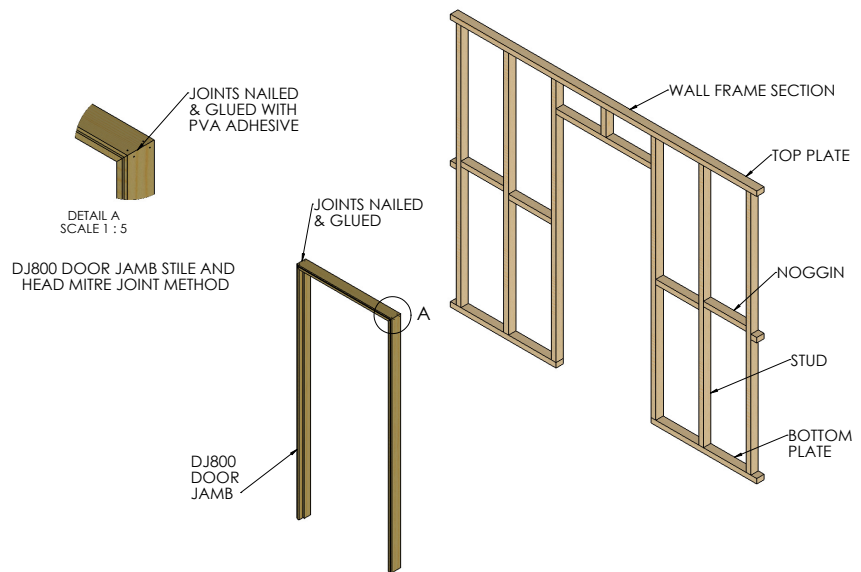 JOINTS NAILED
& GLUED WITH
PVA ADHESIVE
DETAIL A
SCALE 1 : 5
DJ800 DOOR JAMB STILE AND
HEAD MITRE JOINT METHOD
JOINTS NAILED
& GLUED
A
DJ800
DOOR
JAMB
WALL FRAME SECTION
TOP PLATE
NOGGIN
STUD
BOTTOM
PLATE